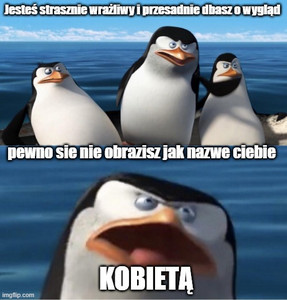 Jesteś strasznie wrażliwy i przesadnie dbasz o wygląd
pewno sie nie obrazisz jak nazwe ciebie
KOBIETĄ
imgflip.com